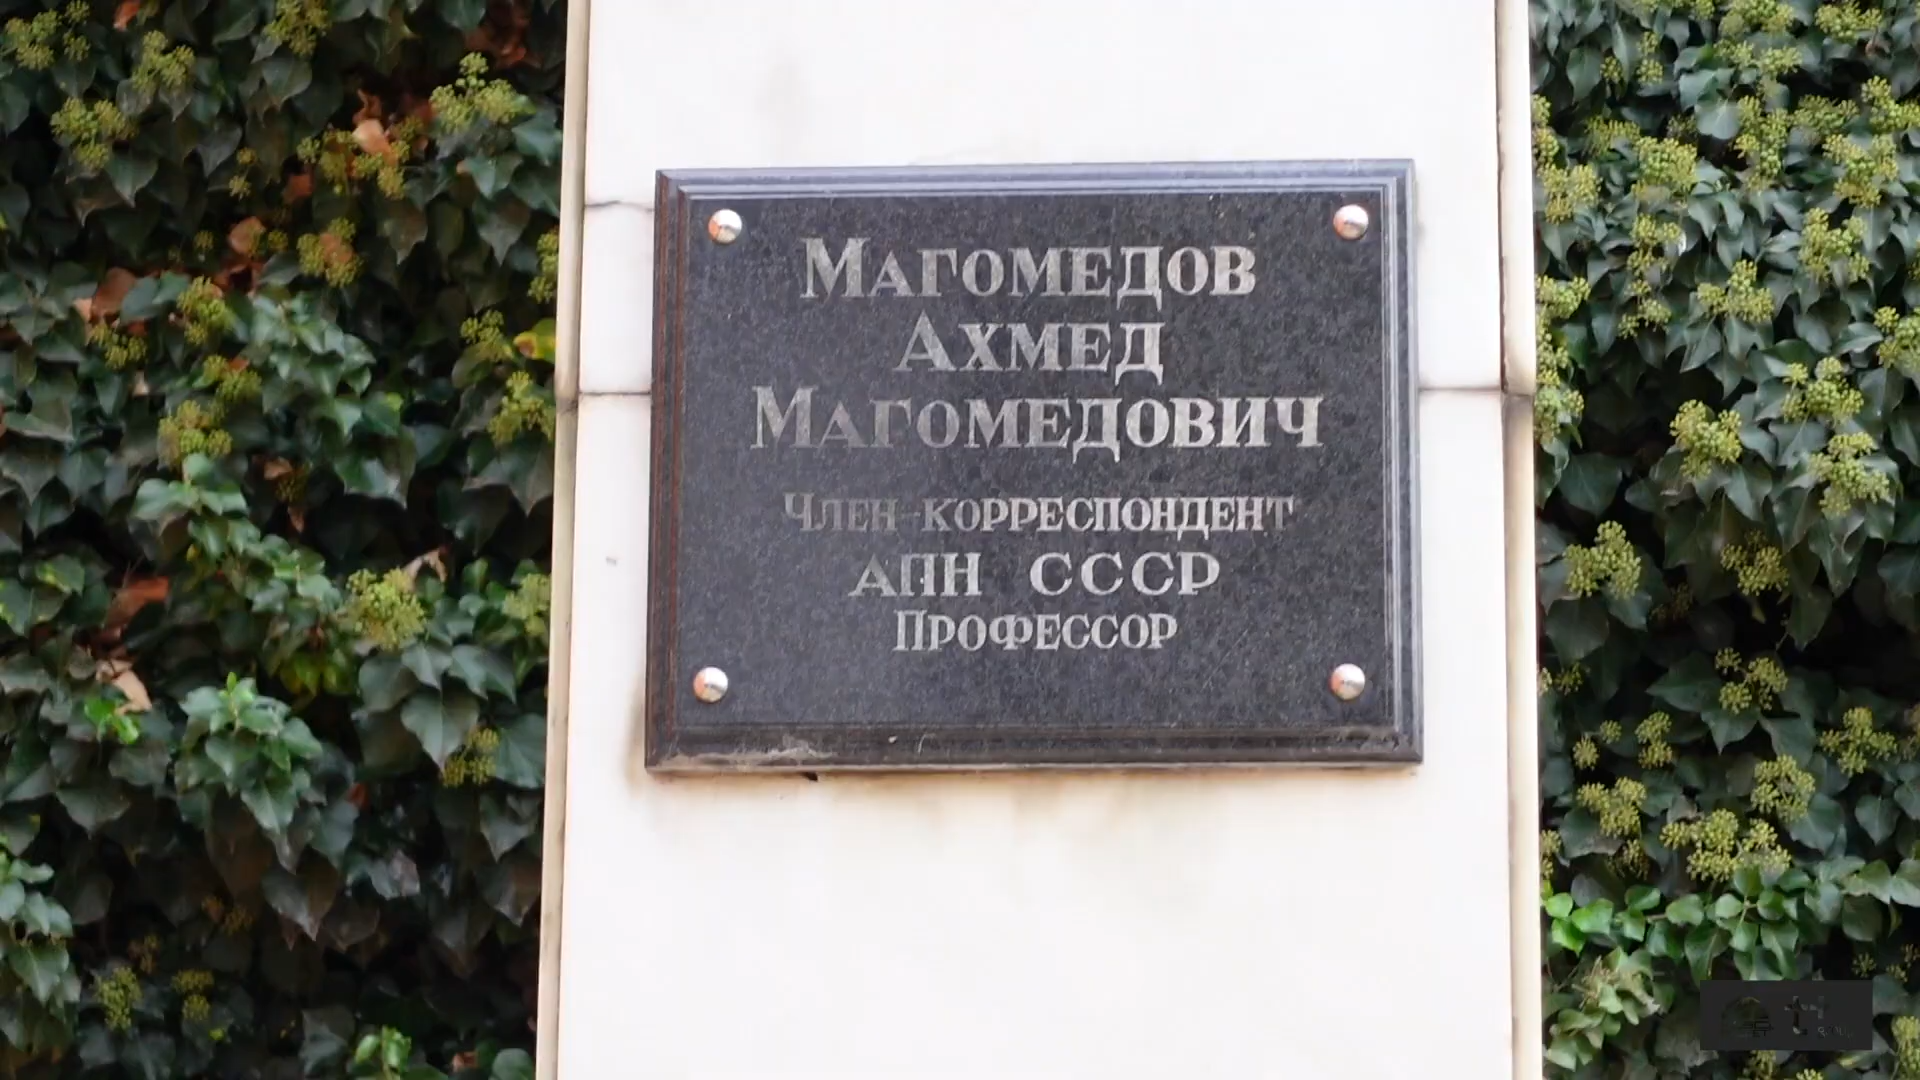 Магомедов
Ахмед
Магомедович
Член-корреспондент
АПН СССР
Профессор